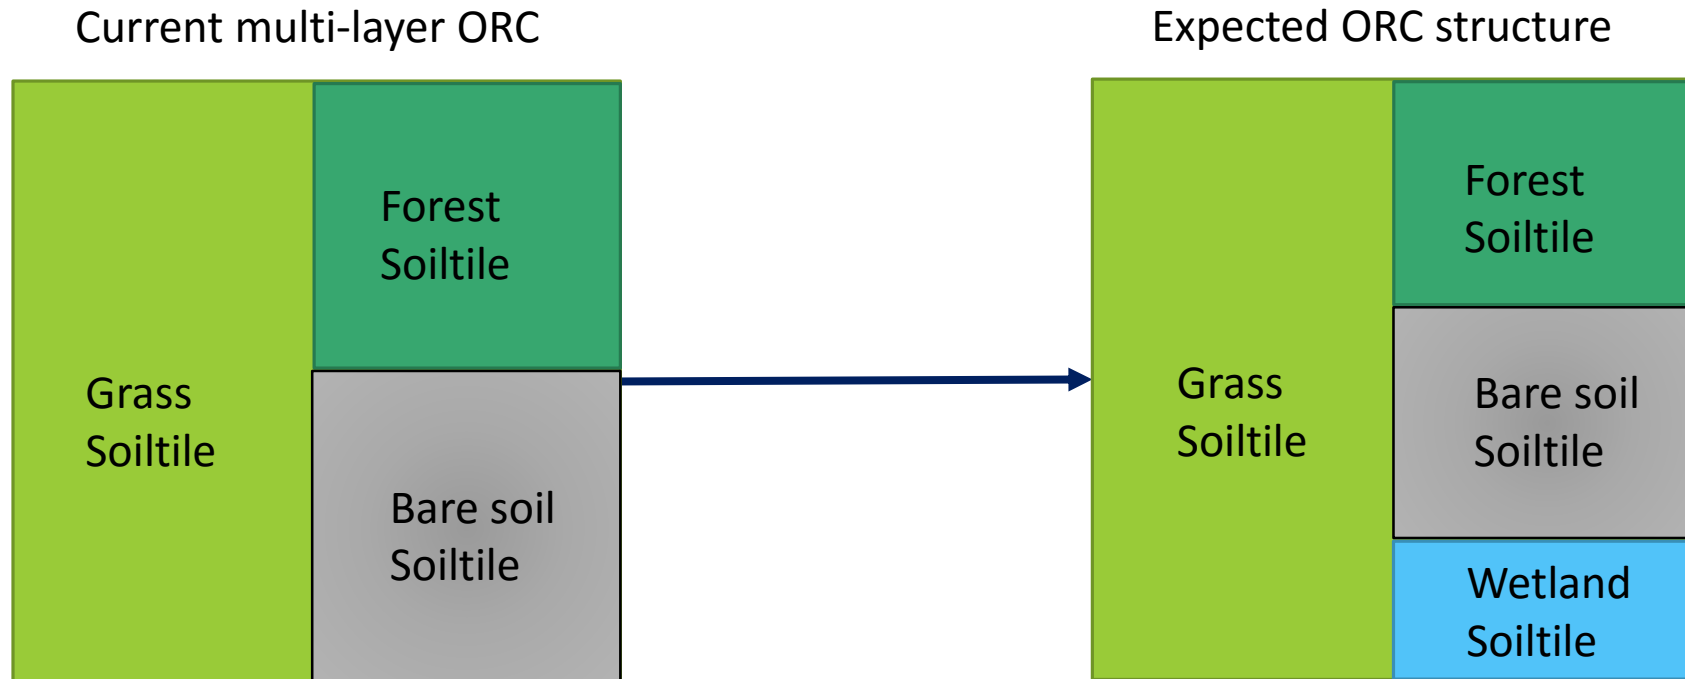 Current multi-layer ORC
Forest
Soiltile
Grass
Soiltile
Bare soil
Soiltile
Expected ORC structure
Forest
Soiltile
Grass
Soiltile
Bare soil
Soiltile
Wetland
Soiltile